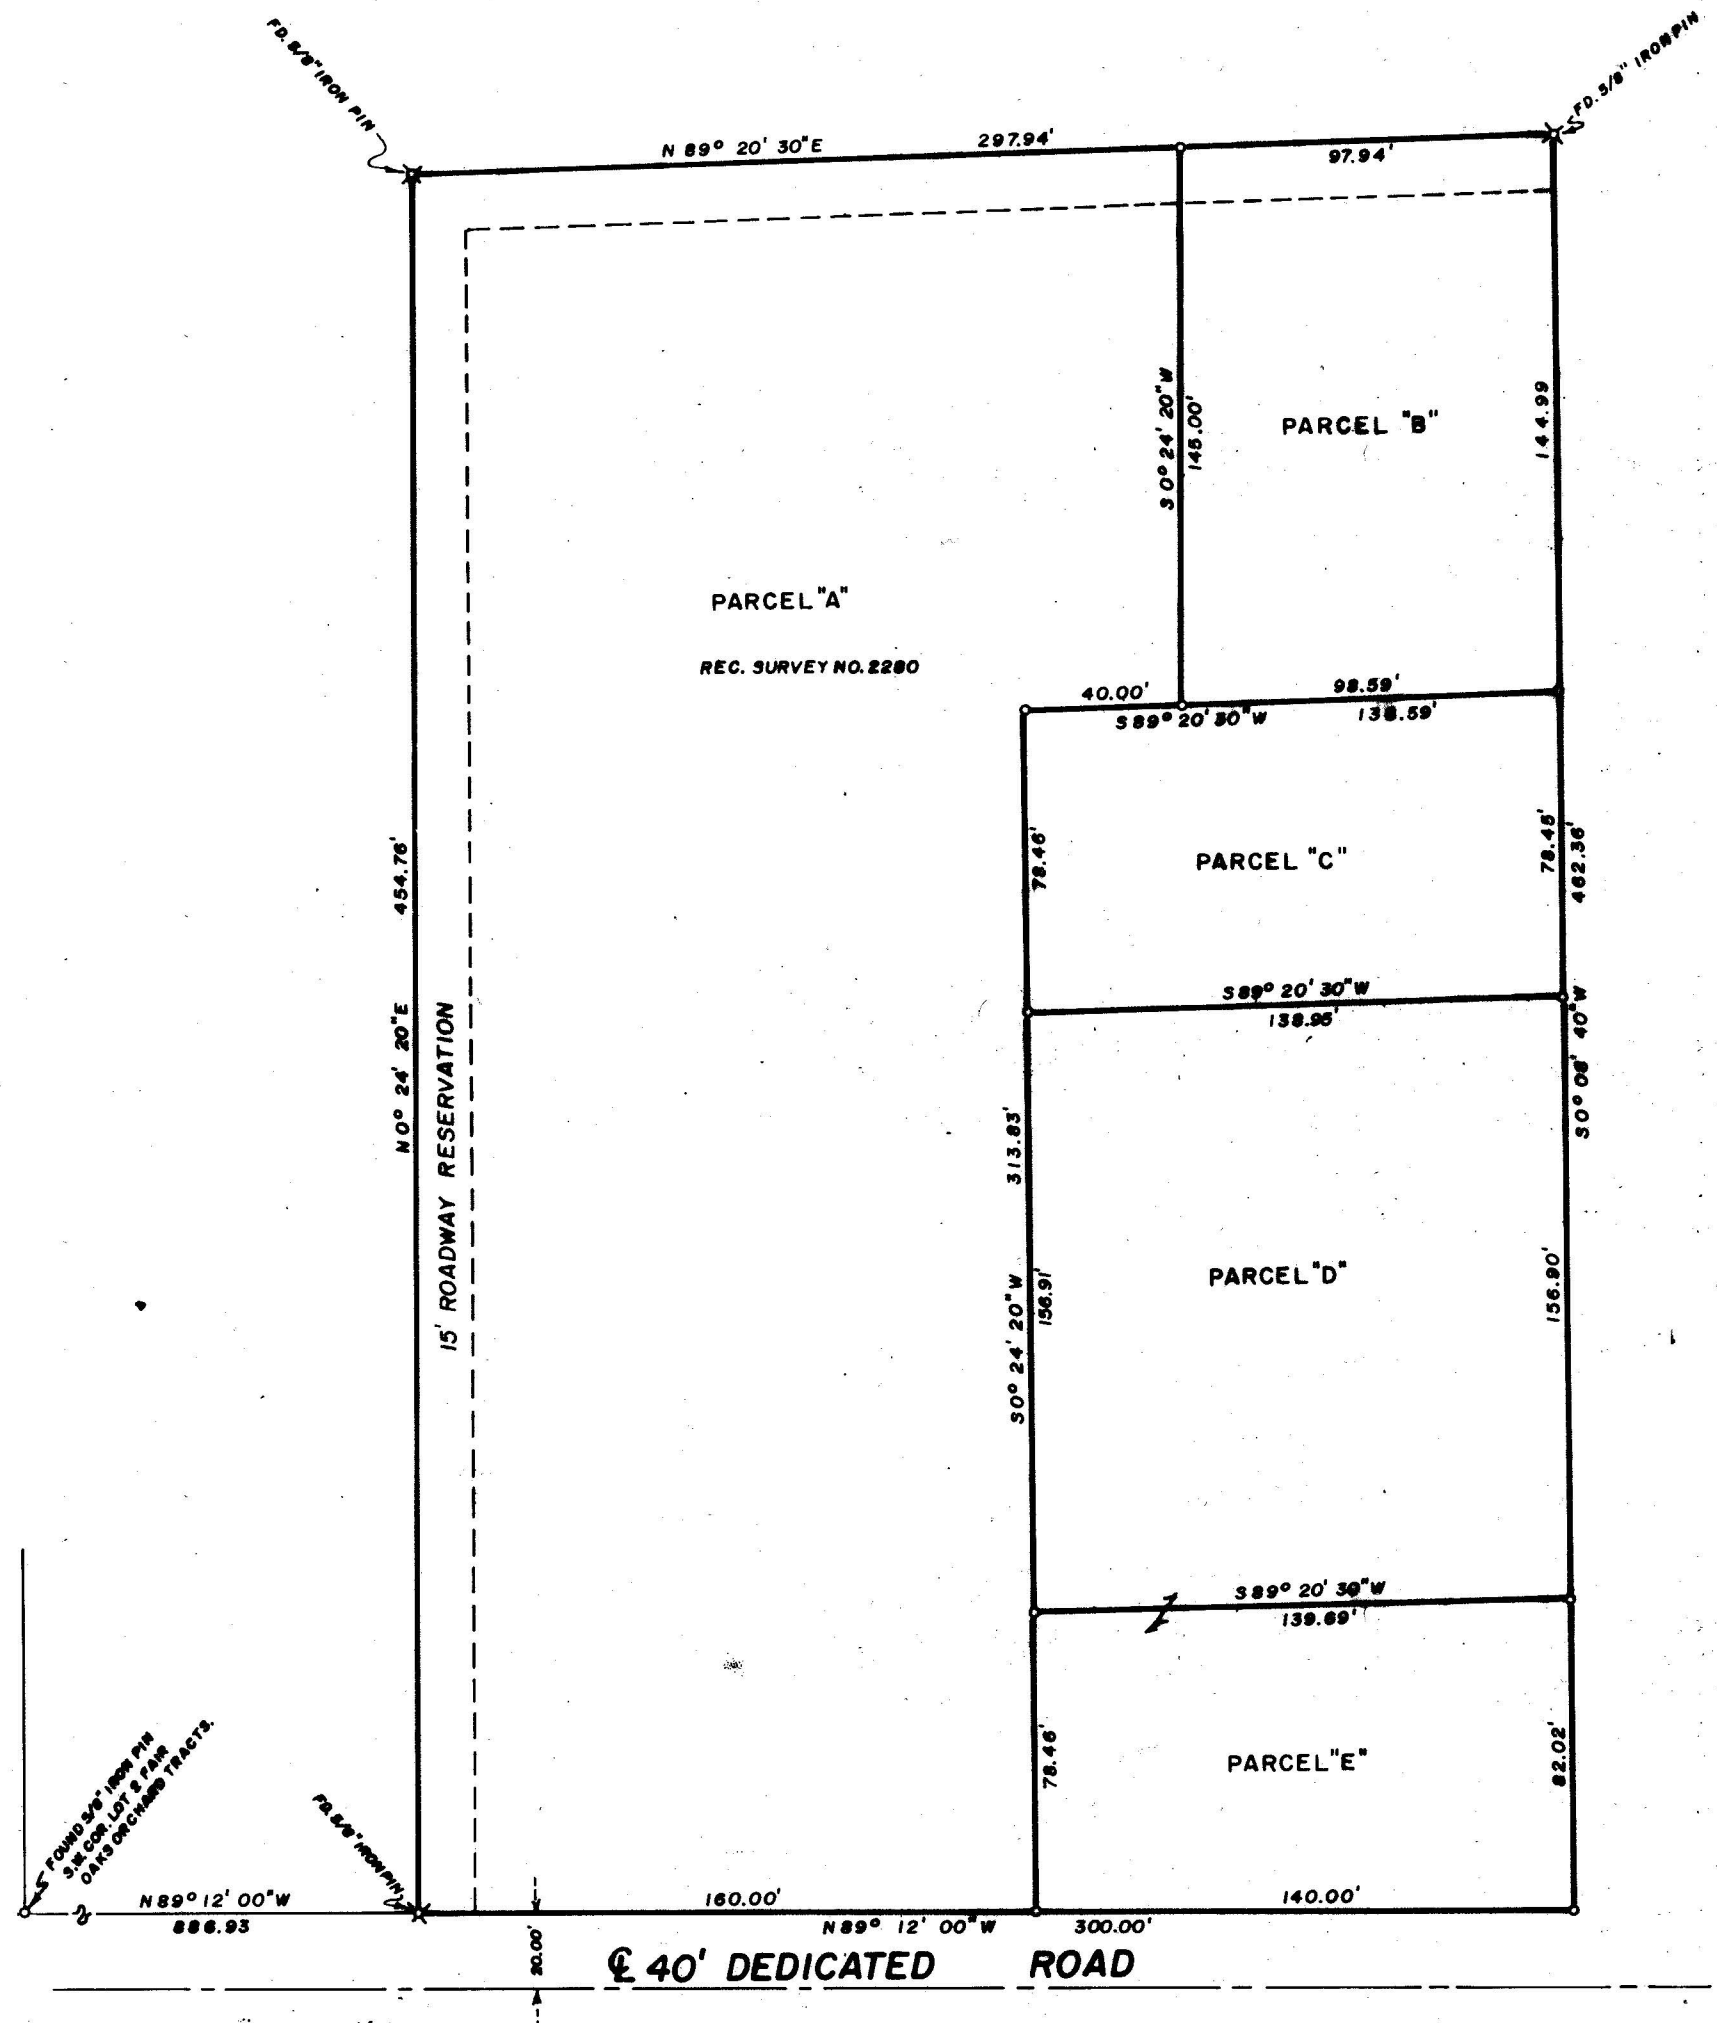 FD. 5/8" IRON PIN
FD. 5/8" IRON PIN
N 89° 20' 30" E 297.94'
97.94'
S 0° 24' 20" W
145.00'
PARCEL "B"
144.99
PARCEL "A"
REC. SURVEY NO. 2280
40.00' 98.59'
S 89° 20' 30" W 138.59'
454.76'
N 0° 24' 20" E
15' ROADWAY RESERVATION
78.46'
PARCEL "C"
78.45'
462.36'
S 0° 08' 40" W
S 89° 20' 30" W
138.95'
313.83'
S 0° 24' 20" W
156.91'
PARCEL "D"
156.90'
S 89° 20' 30" W
139.69'
78.46'
PARCEL "E"
82.02'
FOUND 5/8" IRON PIN
S.W. COR. LOT 2 FAIR
OAKS ORCHARD TRACTS.
FD. 5/8" IRON PIN
N 89° 12' 00" W
886.93
160.00' 140.00'
N 89° 12' 00" W 300.00'
20.00'
℄ 40' DEDICATED ROAD